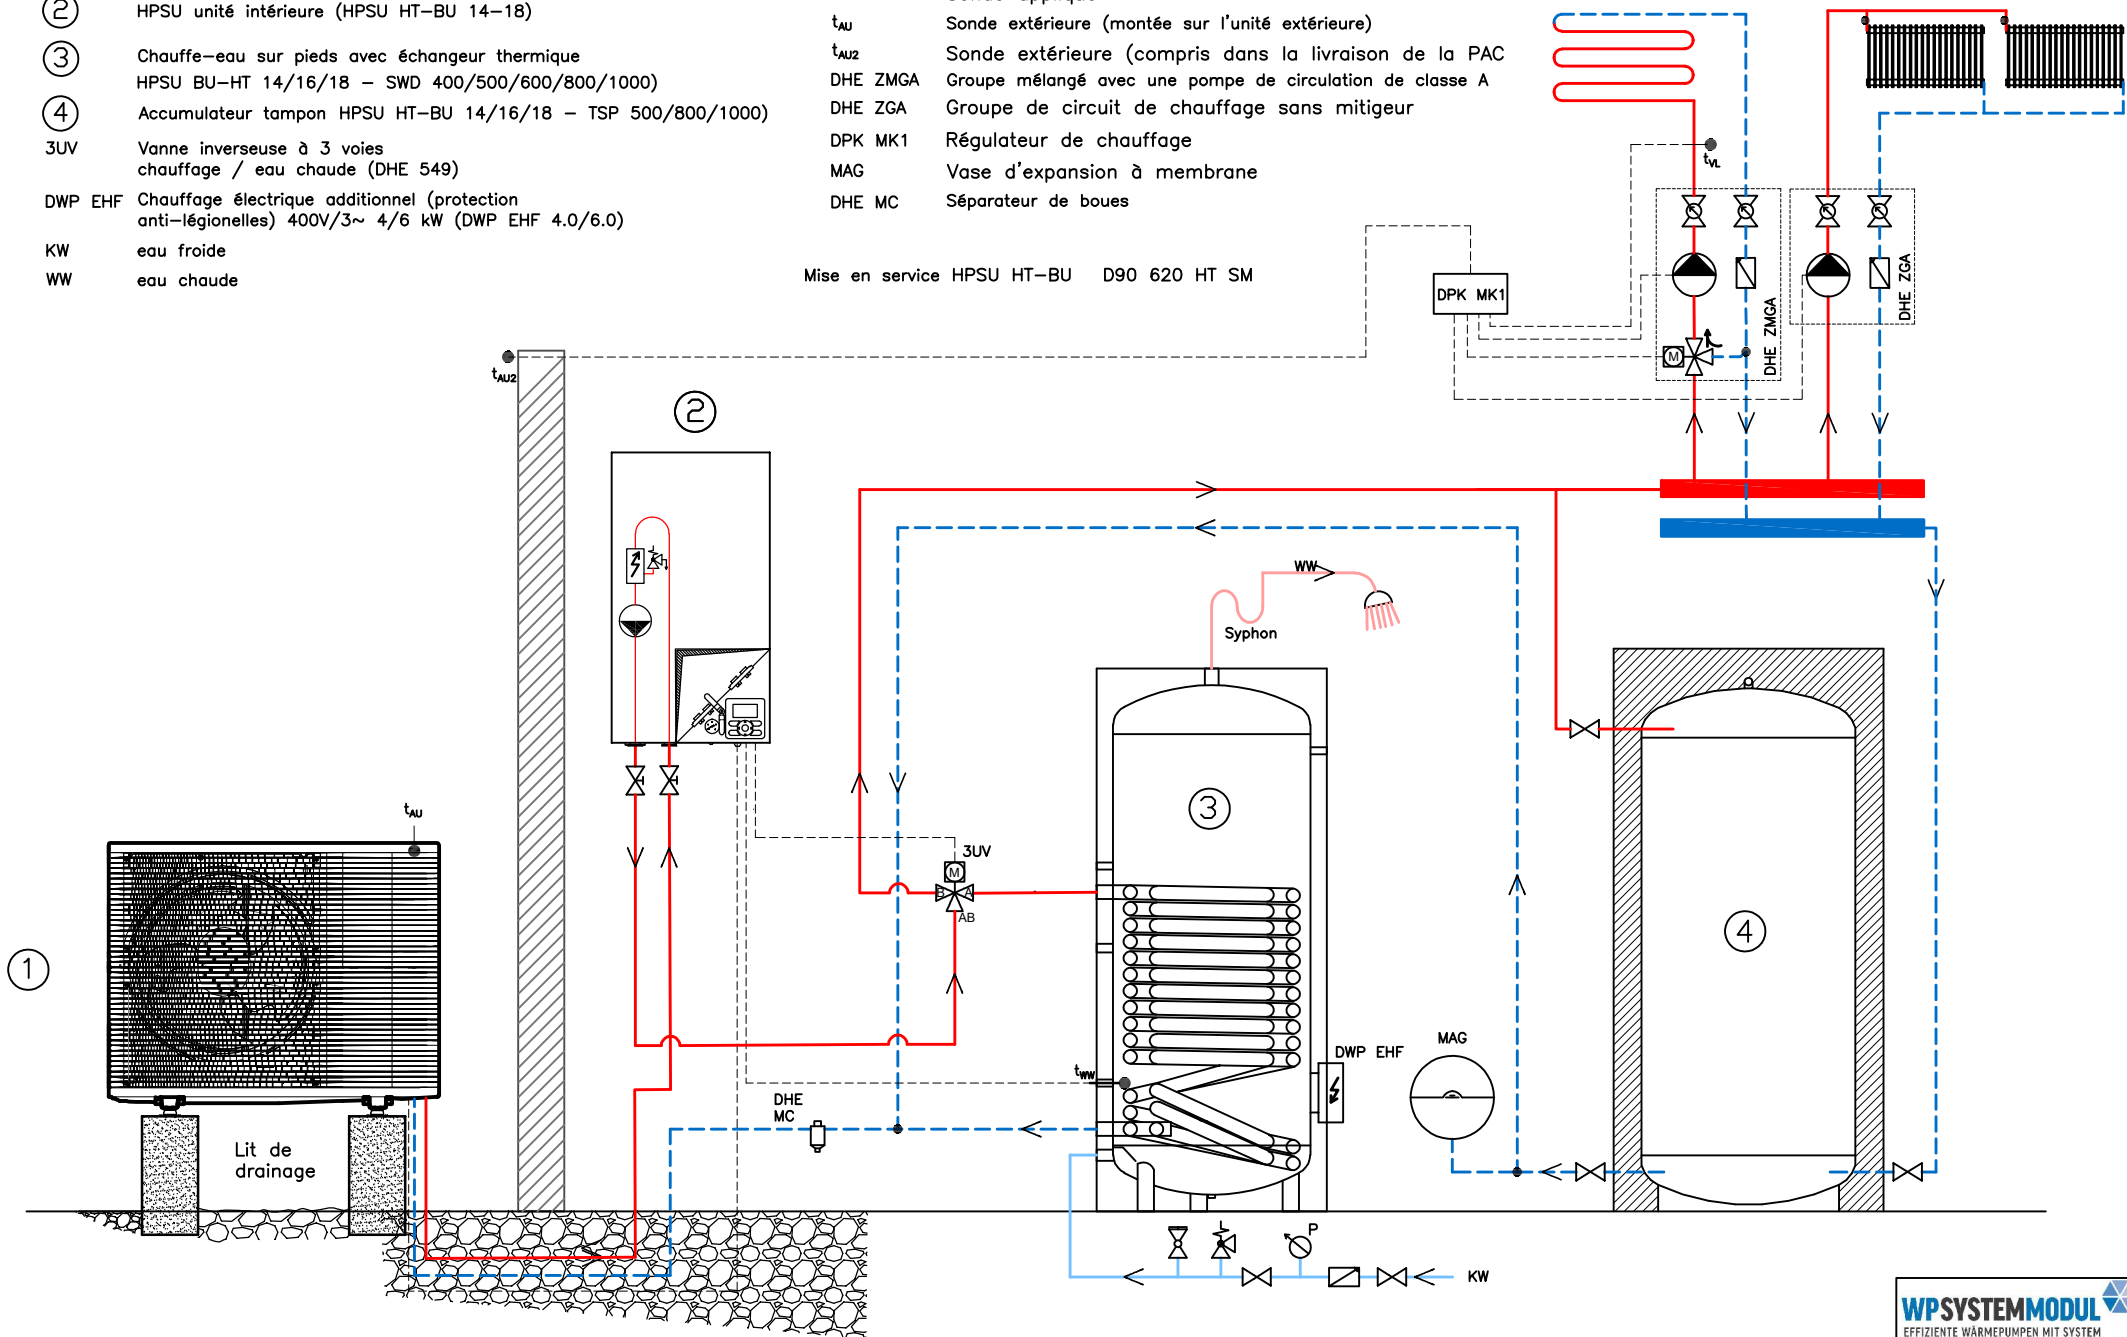 2
HPSU unité intérieure (HPSU HT-BU 14-18)
3
Chauffe-eau sur pieds avec échangeur thermique
HPSU BU-HT 14/16/18 - SWD 400/500/600/800/1000)
4
Accumulateur tampon HPSU HT-BU 14/16/18 - TSP 500/800/1000)
3UV
Vanne inverseuse à 3 voies
chauffage / eau chaude (DHE 549)
DWP EHF
Chauffage électrique additionnel (protection
anti-légionelles) 400V/3~ 4/6 kW (DWP EHF 4.0/6.0)
KW
eau froide
WW
eau chaude
tAU
Sonde extérieure (montée sur l'unité extérieure)
tAU2
Sonde extérieure (compris dans la livraison de la PAC
DHE ZMGA
Groupe mélangé avec une pompe de circulation de classe A
DHE ZGA
Groupe de circuit de chauffage sans mitigeur
DPK MK1
Régulateur de chauffage
MAG
Vase d'expansion à membrane
DHE MC
Séparateur de boues
Mise en service HPSU HT-BU D90 620 HT SM
tVL
DPK MK1
M
DHE ZMGA
DHE ZGA
tAU2
2
WW
Syphon
tAU
3
3UV
M
B
A
AB
1
4
MAG
DWP EHF
tWW
DHE
MC
Lit de
drainage
P
KW
WPSYSTEMMODUL
EFFIZIENTE WÄRMEPUMPEN MIT SYSTEM